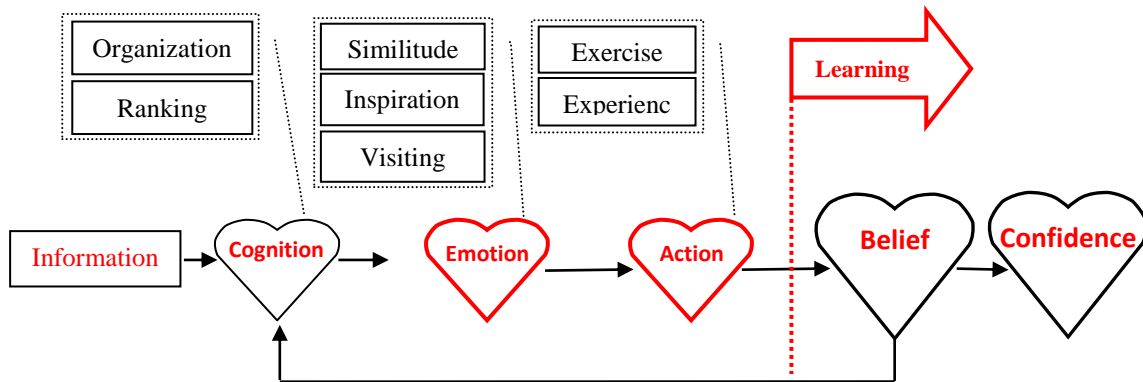 Organization
Ranking
Similitude
Inspiration
Visiting
Exercise
Experienc
Learning
Information
Cognition
Emotion
Action
Belief
Confidence